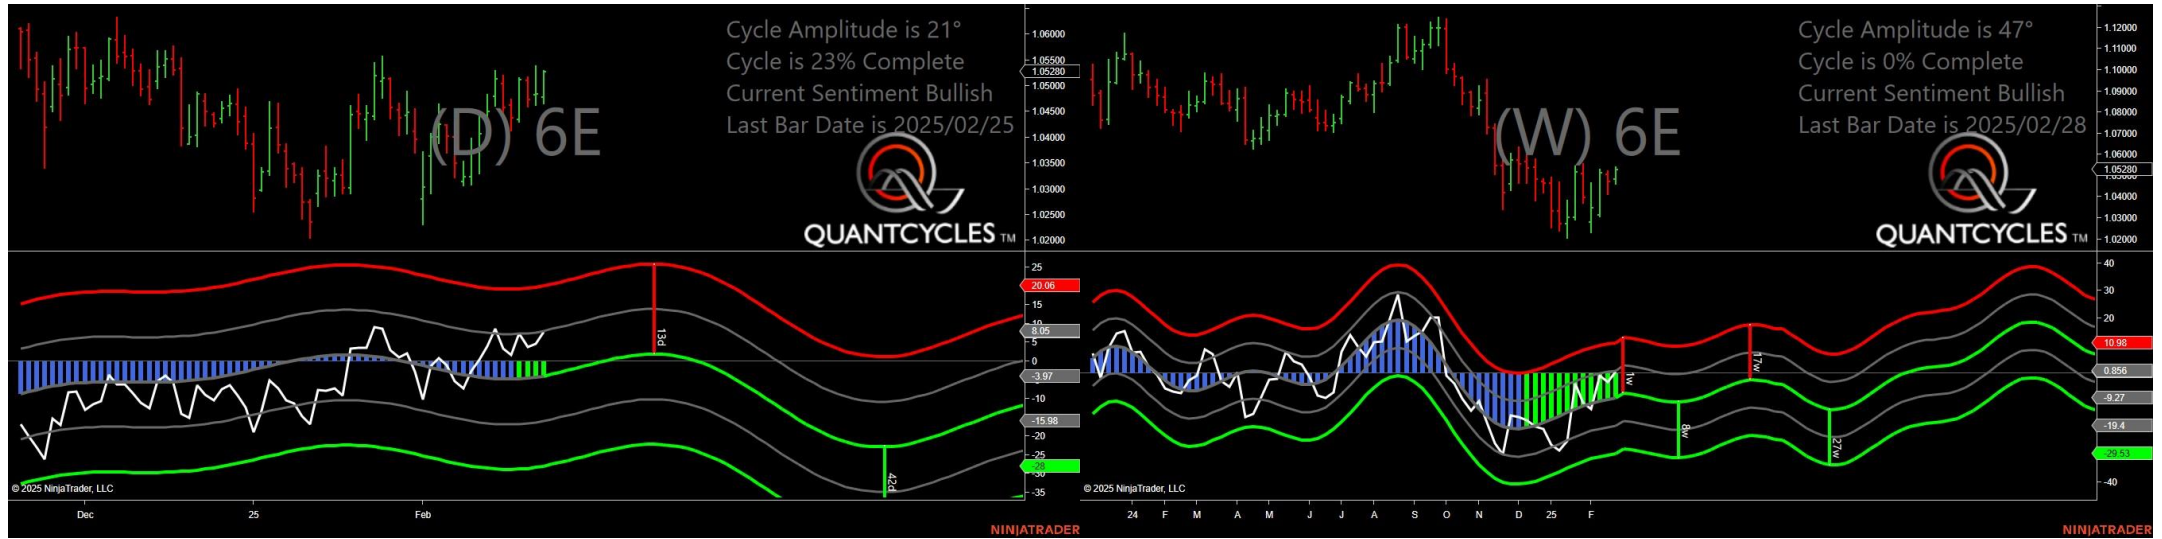 Cycle Amplitude is 21°
Cycle is 23% Complete
Current Sentiment Bullish
Last Bar Date is 2025/02/25
(D) 6E
QUANTCYCLES TM
1.06000
1.05500
1.05280
1.05000
1.04500
1.04000
1.03500
1.03000
1.02500
1.02000
25
20.06
15
10
8.05
5
0
-3.97
-10
-15.98
-20
-25
-28
-30
-35
13d
42d
© 2025 NinjaTrader, LLC
Dec
25
Feb
NINJATRADER
Cycle Amplitude is 47°
Cycle is 0% Complete
Current Sentiment Bullish
Last Bar Date is 2025/02/28
(W) 6E
QUANTCYCLES TM
1.12000
1.11000
1.10000
1.09000
1.08000
1.07000
1.06000
1.05280
1.04000
1.03000
1.02000
40
30
20
10.98
0.856
-9.27
-19.4
-29.53
-40
1w
17w
8w
27w
© 2025 NinjaTrader, LLC
24 F M A M J J A S O N D 25 F
NINJATRADER